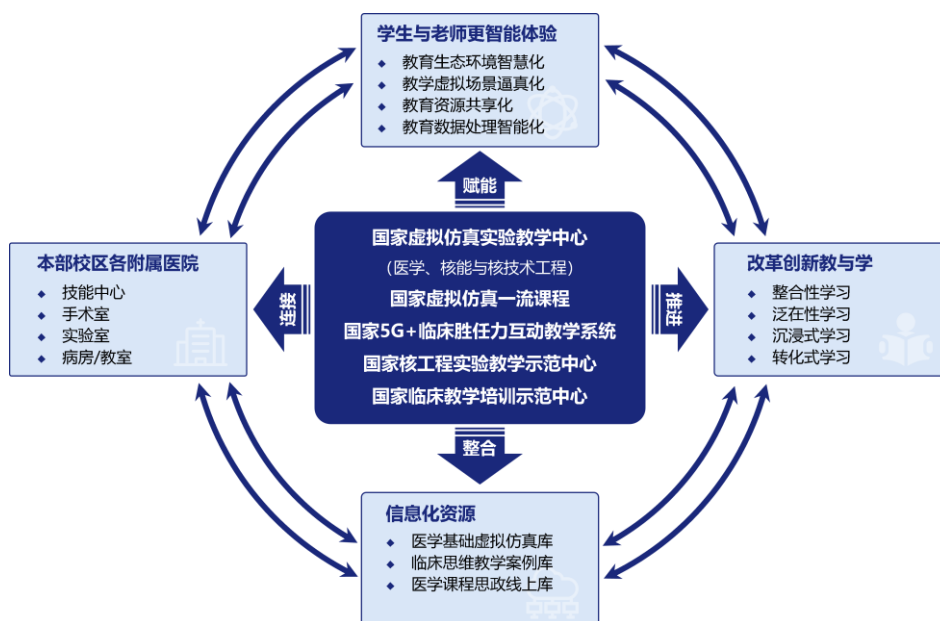 学生与老师更智能体验
教育生态环境智慧化
教学虚拟场景逼真化
教育资源共享化
教育数据处理智能化
赋能
本部校区各附属医院
技能中心
手术室
实验室
病房/教室
连接
国家虚拟仿真实验教学中心
（医学、核能与核技术工程）
国家虚拟仿真一流课程
国家5G+临床胜任力互动教学系统
国家核工程实验教学示范中心
国家临床教学培训示范中心
推进
改革创新教与学
整合性学习
泛在性学习
沉浸式学习
转化式学习
整合
信息化资源
医学基础虚拟仿真库
临床思维教学案例库
医学课程思政线上库